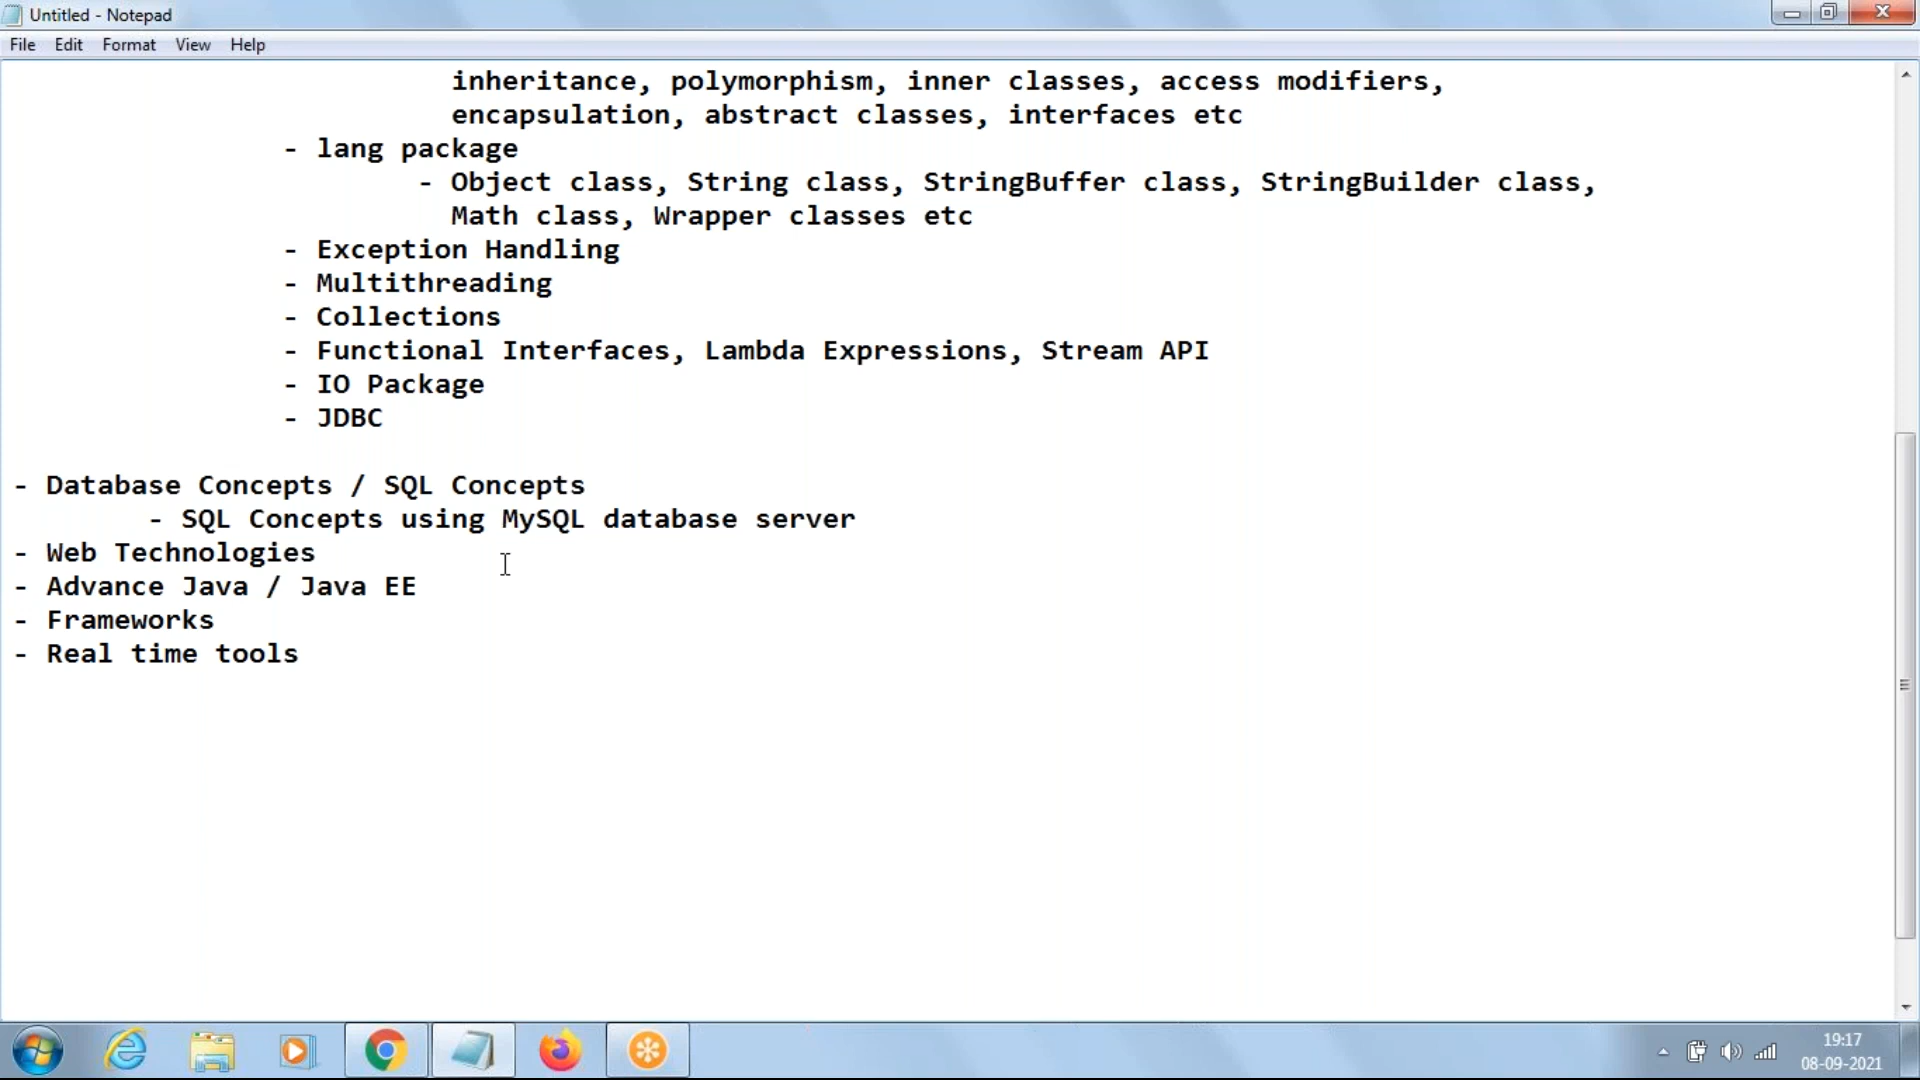 Untitled - Notepad
File Edit Format View Help
inheritance, polymorphism, inner classes, access modifiers,
encapsulation, abstract classes, interfaces etc
- lang package
- Object class, String class, StringBuffer class, StringBuilder class,
Math class, Wrapper classes etc
- Exception Handling
- Multithreading
- Collections
- Functional Interfaces, Lambda Expressions, Stream API
- IO Package
- JDBC
- Database Concepts / SQL Concepts
- SQL Concepts using MySQL database server
- Web Technologies
- Advance Java / Java EE
- Frameworks
- Real time tools
19:17
08-09-2021